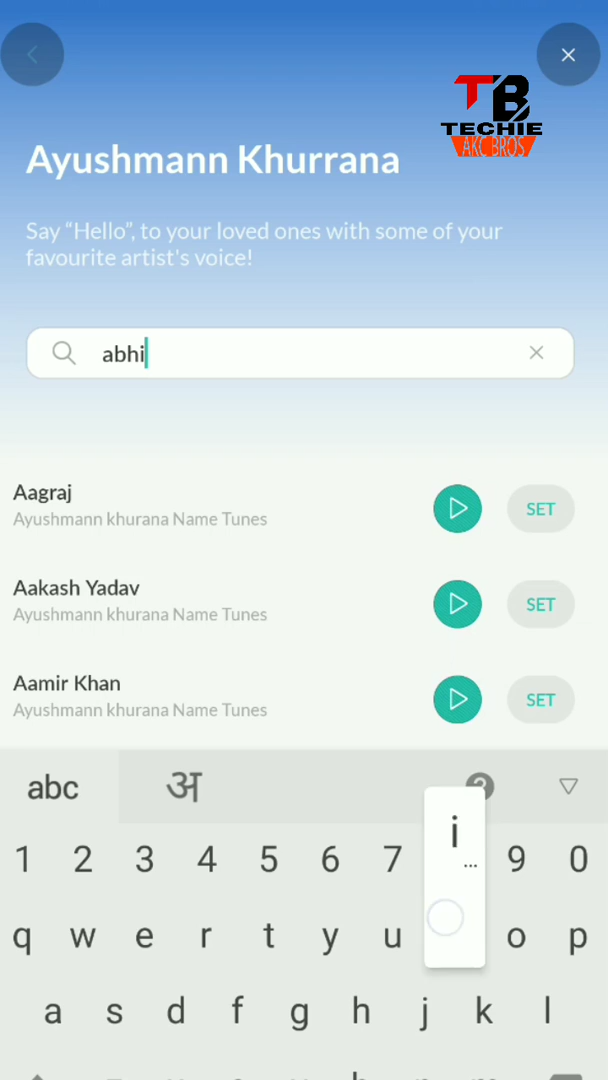 TB
TECHIE
AKC BROS
Ayushmann Khurrana
Say “Hello”, to your loved ones with some of your
favourite artist's voice!
abhi
Aagraj
Ayushmann khurana Name Tunes
SET
Aakash Yadav
Ayushmann khurana Name Tunes
SET
Aamir Khan
Ayushmann khurana Name Tunes
SET
abc अ ?
i
...
1 2 3 4 5 6 7 9 0
q w e r t y u o p
a s d f g h j k l